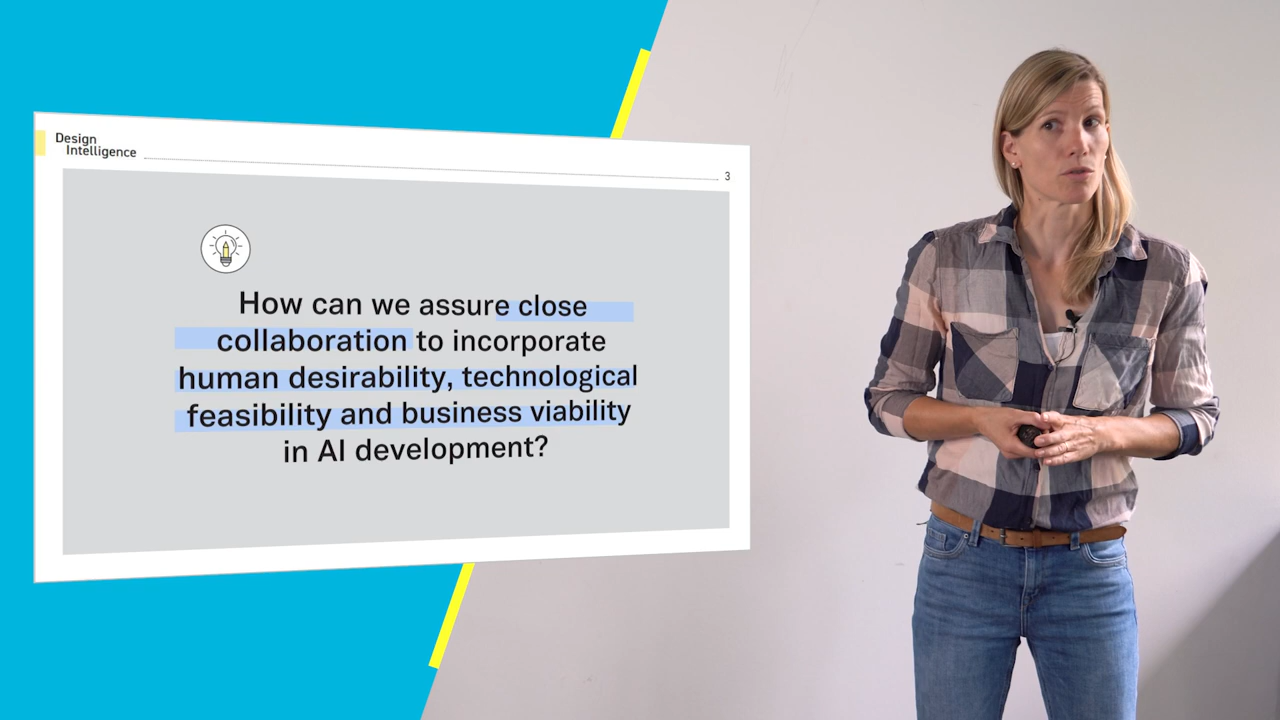 Design
Intelligence
3
How can we assure close
collaboration to incorporate
human desirability, technological
feasibility and business viability
in AI development?